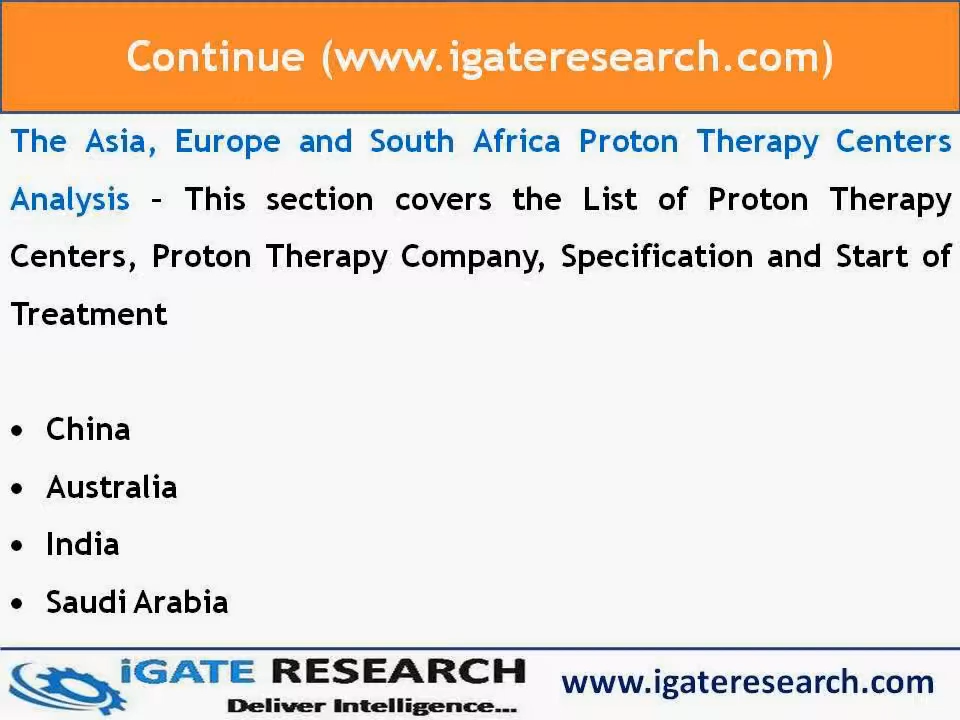 Continue (www.igateresearch.com)
The Asia, Europe and South Africa Proton Therapy Centers
Analysis – This section covers the List of Proton Therapy
Centers, Proton Therapy Company, Specification and Start of
Treatment
• China
• Australia
• India
• Saudi Arabia
iGATE RESEARCH
Deliver Intelligence...
www.igateresearch.com